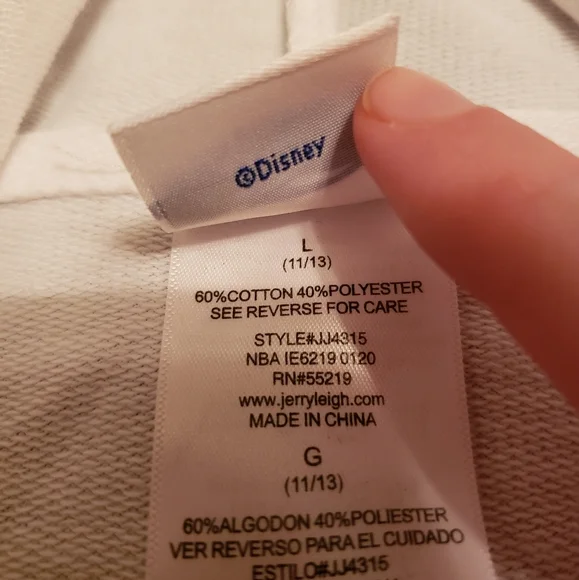 ©Disney
L
(11/13)
60%COTTON 40%POLYESTER
SEE REVERSE FOR CARE
STYLE#JJ4315
NBA IE6219 0120
RN#55219
www.jerryleigh.com
MADE IN CHINA
G
(11/13)
60%ALGODON 40%POLIESTER
VER REVERSO PARA EL CUIDADO
ESTILO#JJ4315